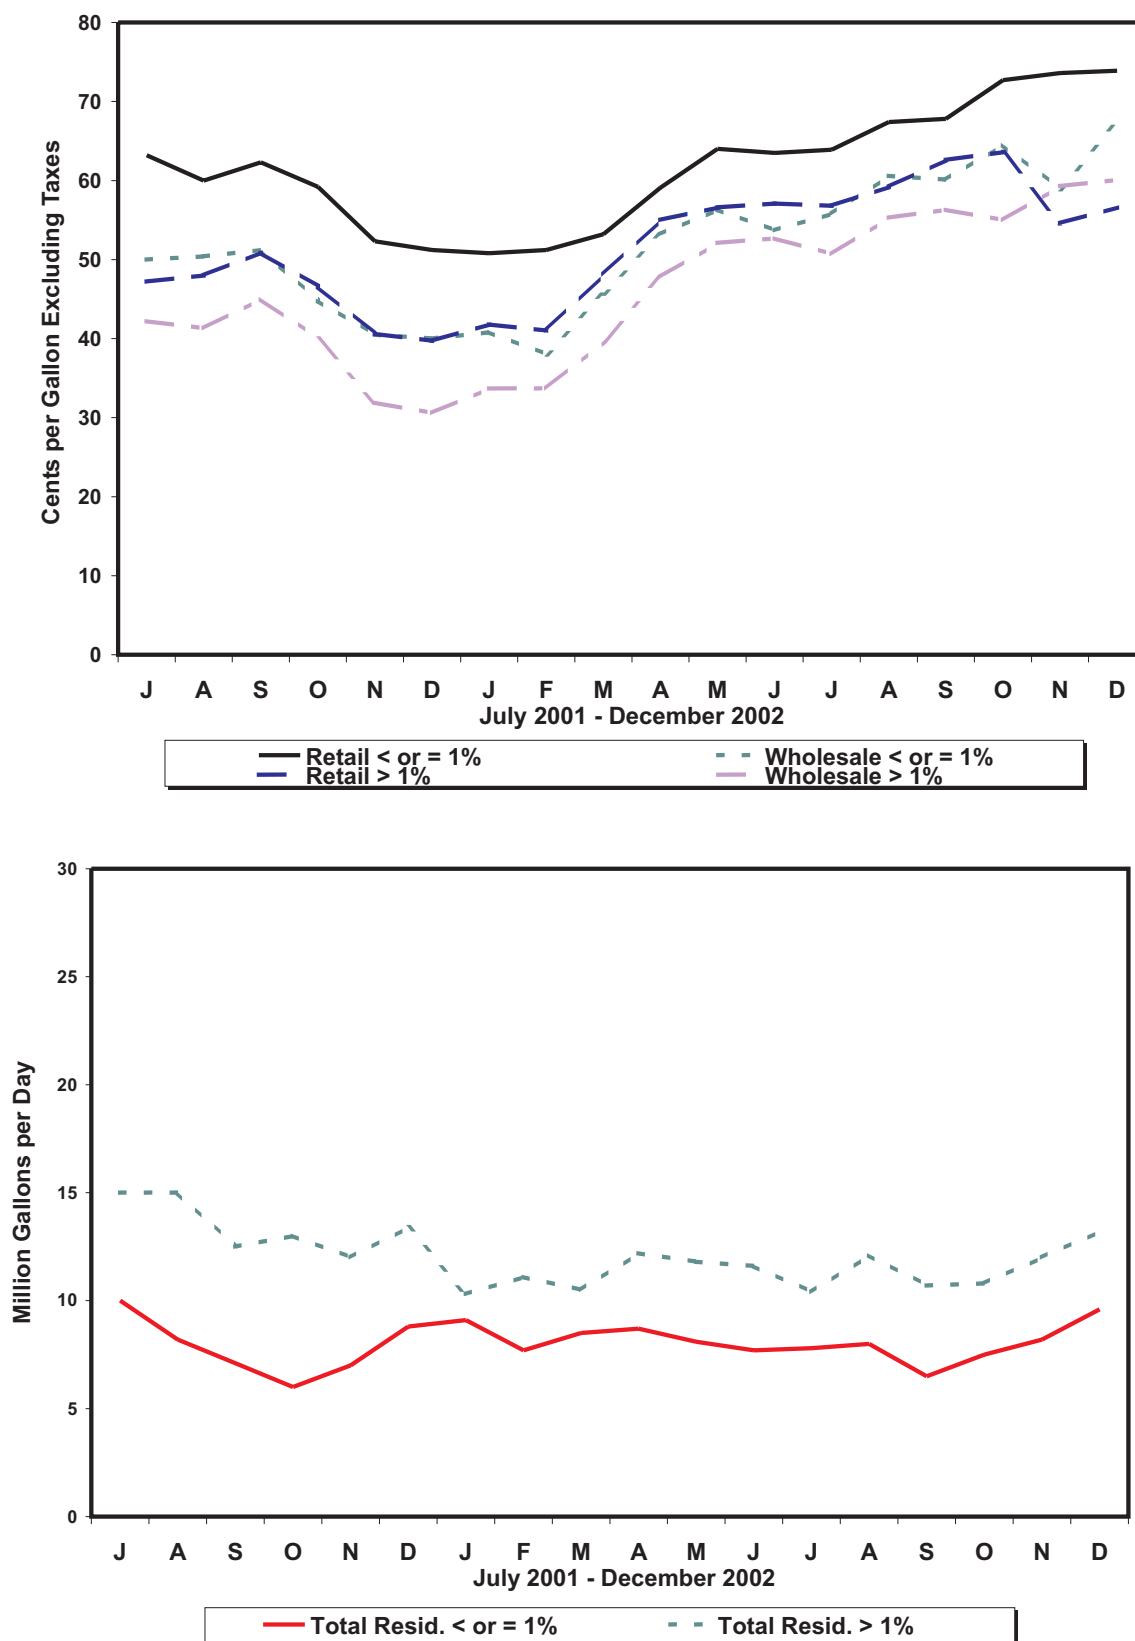 80
70
60
50
40
30
20
10
0
Cents per Gallon Excluding Taxes
J A S O N D J F M A M J J A S O N D
July 2001 - December 2002
Retail < or = 1% Wholesale < or = 1%
Retail > 1% Wholesale > 1%
30
25
20
15
10
5
0
Million Gallons per Day
J A S O N D J F M A M J J A S O N D
July 2001 - December 2002
Total Resid. < or = 1% Total Resid. > 1%